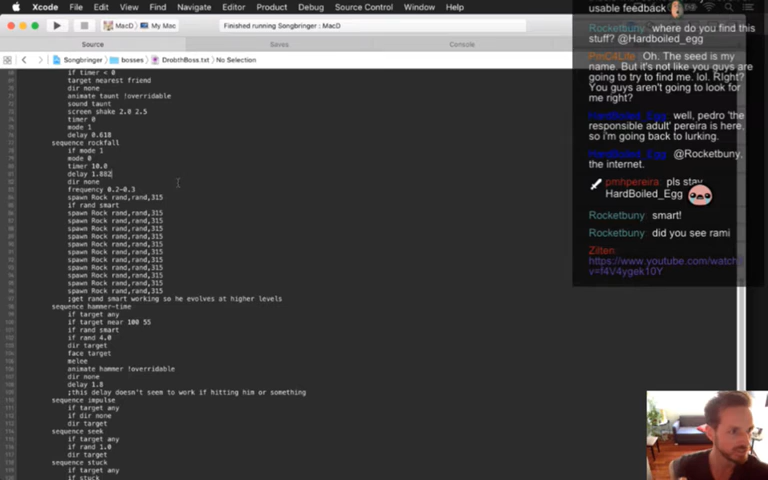 Xcode File Edit View Find Navigate Editor Product Debug Source Control Window Help
MacD My Mac
Finished running Songbringer : MacD
Source Saves Console
Songbringer bosses DrobthBoss.txt No Selection
if timer < 0
target nearest friend
dir none
animate taunt !overridable
sound taunt
screen shake 2.0 2.5
timer 0
mode 1
delay 0.618
sequence rockfall
if mode 1
mode 0
timer 10.0
delay 1.882
dir none
frequency 0.2~0.3
spawn Rock rand,rand,315
if rand smart
spawn Rock rand,rand,315
spawn Rock rand,rand,315
spawn Rock rand,rand,315
spawn Rock rand,rand,315
spawn Rock rand,rand,315
spawn Rock rand,rand,315
spawn Rock rand,rand,315
spawn Rock rand,rand,315
spawn Rock rand,rand,315
spawn Rock rand,rand,315
spawn Rock rand,rand,315
;get rand smart working so he evolves at higher levels
sequence hammer-time
if target any
if target near 100 55
if rand smart
if rand 4.0
dir target
face target
melee
animate hammer !overridable
dir none
delay 1.8
;this delay doesn't seem to work if hitting him or something
sequence impulse
if target any
if dir none
dir target
sequence seek
if target any
if rand 1.0
dir target
sequence stuck
if target any
if stuck
usable feedback
Rocketbuny: where do you find this
stuff? @Hardboiled_egg
PmC4Life: Oh. The seed is my
name. But it's not like you guys are
going to try to find me. lol. RIght?
You guys aren't going to look for
me right?
HardBoiled_Egg: well, pedro 'the
responsible adult' pereira is here,
so i'm going back to lurking.
HardBoiled_Egg: @Rocketbuny,
the internet.
pmhpereira: pls stay
HardBoiled_Egg
Rocketbuny: smart!
Rocketbuny: did you see rami
Zilten:
https://www.youtube.com/watch?
v=f4V4ygek10Y